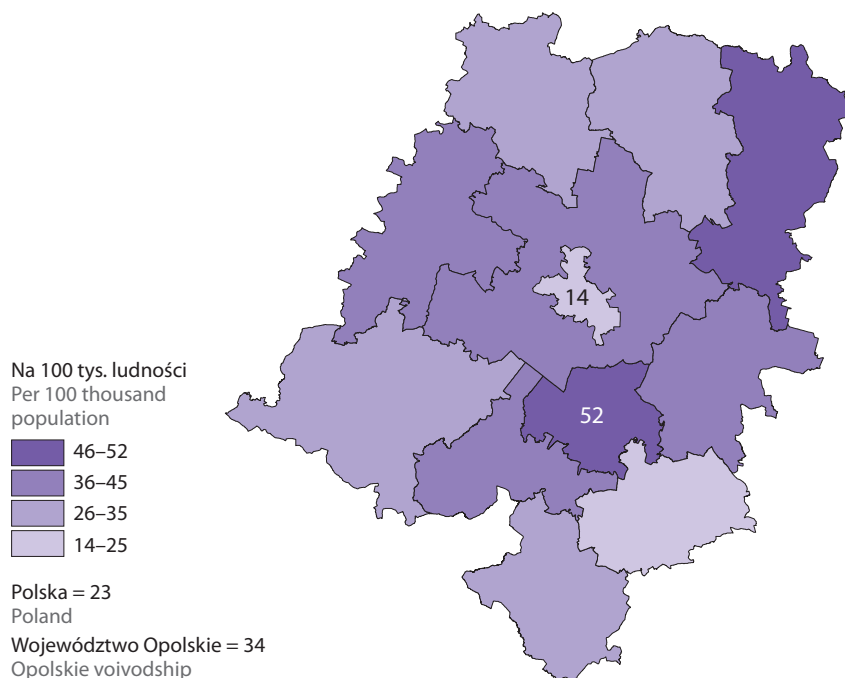 14
52
Na 100 tys. ludności
Per 100 thousand
population
46–52
36–45
26–35
14–25
Polska = 23
Poland
Województwo Opolskie = 34
Opolskie voivodship